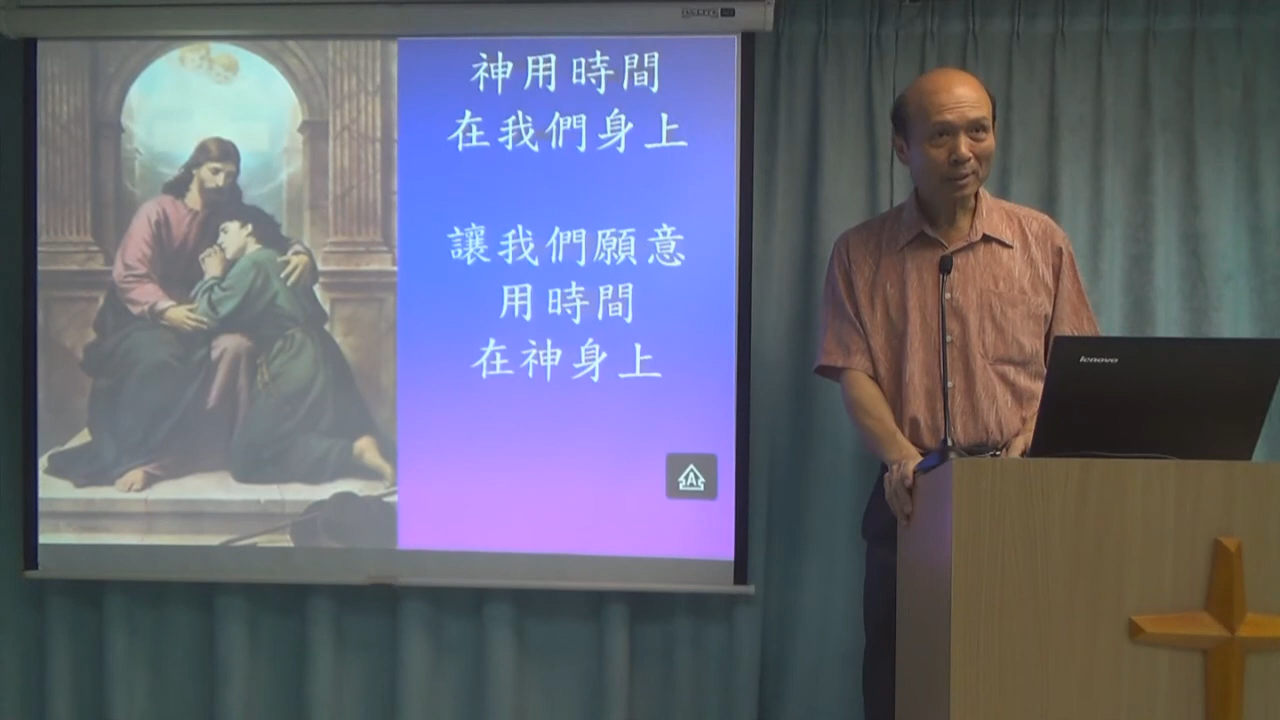 神用時間
在我們身上
讓我們願意
用時間
在神身上
A
lenovo